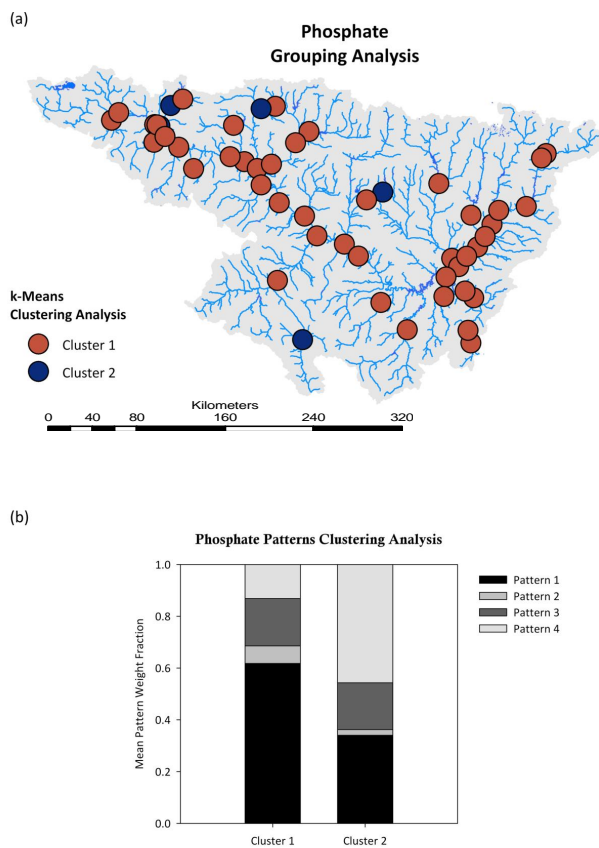 (a)
Phosphate
Grouping Analysis
k-Means
Clustering Analysis
Cluster 1
Cluster 2
Kilometers
0 40 80 160 240 320
(b)
Phosphate Patterns Clustering Analysis
Mean Pattern Weight Fraction
1.0
0.8
0.6
0.4
0.2
0.0
Cluster 1 Cluster 2
Pattern 1
Pattern 2
Pattern 3
Pattern 4